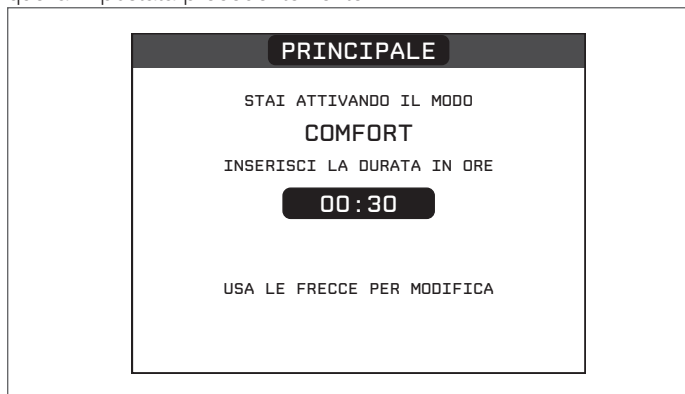 PRINCIPALE
STAI ATTIVANDO IL MODO
COMFORT
INSERISCI LA DURATA IN ORE
00:30
USA LE FRECCE PER MODIFICA